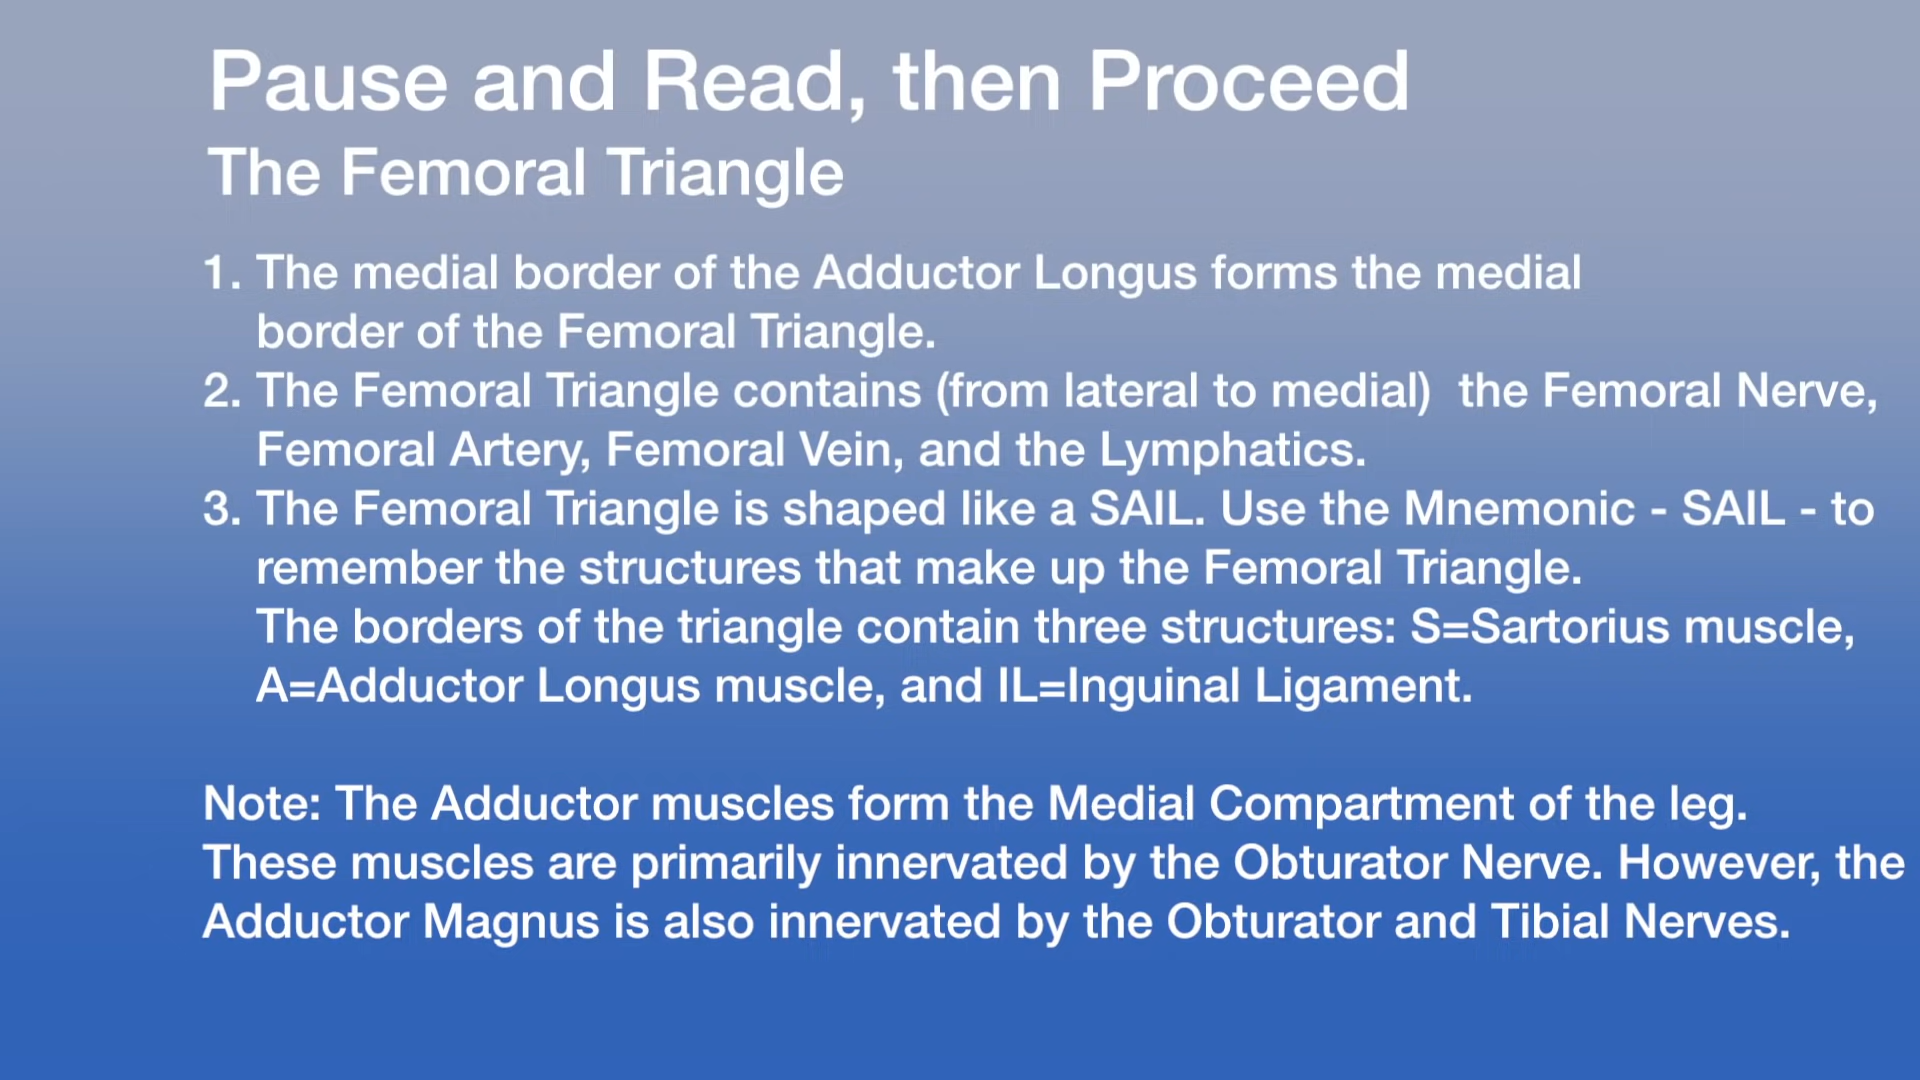 Pause and Read, then Proceed
The Femoral Triangle
1. The medial border of the Adductor Longus forms the medial
border of the Femoral Triangle.
2. The Femoral Triangle contains (from lateral to medial)  the Femoral Nerve,
Femoral Artery, Femoral Vein, and the Lymphatics.
3. The Femoral Triangle is shaped like a SAIL. Use the Mnemonic - SAIL - to
remember the structures that make up the Femoral Triangle.
The borders of the triangle contain three structures: S=Sartorius muscle,
A=Adductor Longus muscle, and IL=Inguinal Ligament.
Note: The Adductor muscles form the Medial Compartment of the leg.
These muscles are primarily innervated by the Obturator Nerve. However, the
Adductor Magnus is also innervated by the Obturator and Tibial Nerves.